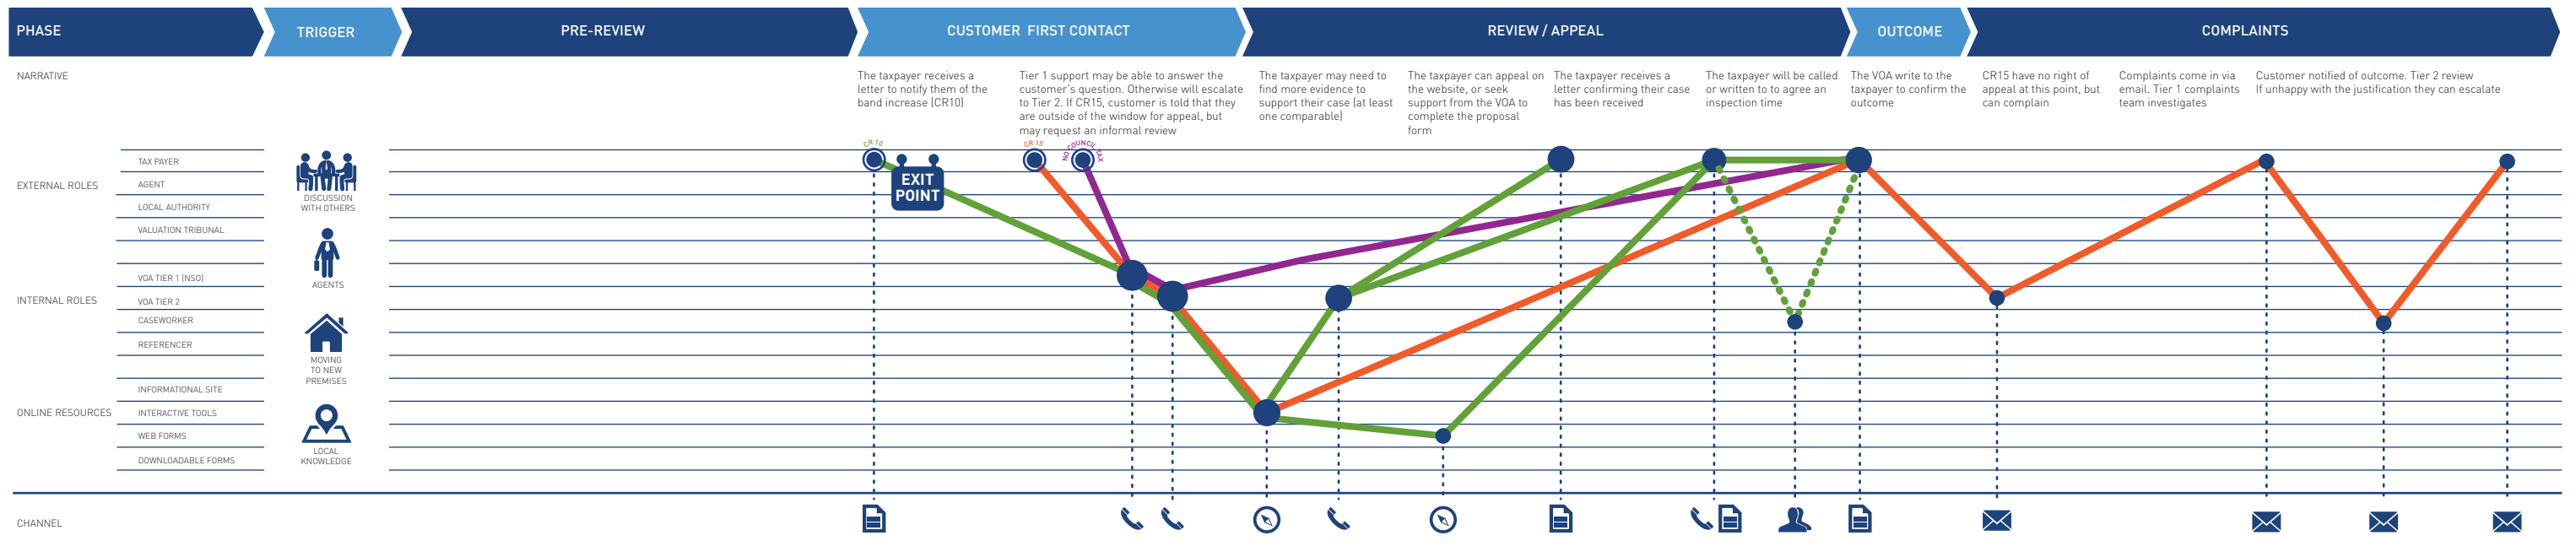 PHASE
TRIGGER
PRE-REVIEW
CUSTOMER FIRST CONTACT
REVIEW / APPEAL
OUTCOME
COMPLAINTS
NARRATIVE
The taxpayer receives a
letter to notify them of the
band increase (CR10)
Tier 1 support may be able to answer the
customer's question. Otherwise will escalate
to Tier 2. If CR15, customer is told that they
are outside of the window for appeal, but
may request an informal review
The taxpayer may need to
find more evidence to
support their case (at least
one comparable)
The taxpayer can appeal on
the website, or seek
support from the VOA to
complete the proposal
form
The taxpayer receives a
letter confirming their case
has been received
The taxpayer will be called
or written to to agree an
inspection time
The VOA write to the
taxpayer to confirm the
outcome
CR15 have no right of
appeal at this point, but
can complain
Complaints come in via
email. Tier 1 complaints
team investigates
Customer notified of outcome. Tier 2 review
If unhappy with the justification they can escalate
CR 10
CR 15
NO COUNCIL TAX
EXIT
POINT
EXTERNAL ROLES
TAX PAYER
AGENT
LOCAL AUTHORITY
VALUATION TRIBUNAL
INTERNAL ROLES
VOA TIER 1 (NSO)
VOA TIER 2
CASEWORKER
REFERENCER
ONLINE RESOURCES
INFORMATIONAL SITE
INTERACTIVE TOOLS
WEB FORMS
DOWNLOADABLE FORMS
DISCUSSION
WITH OTHERS
AGENTS
MOVING
TO NEW
PREMISES
LOCAL
KNOWLEDGE
CHANNEL